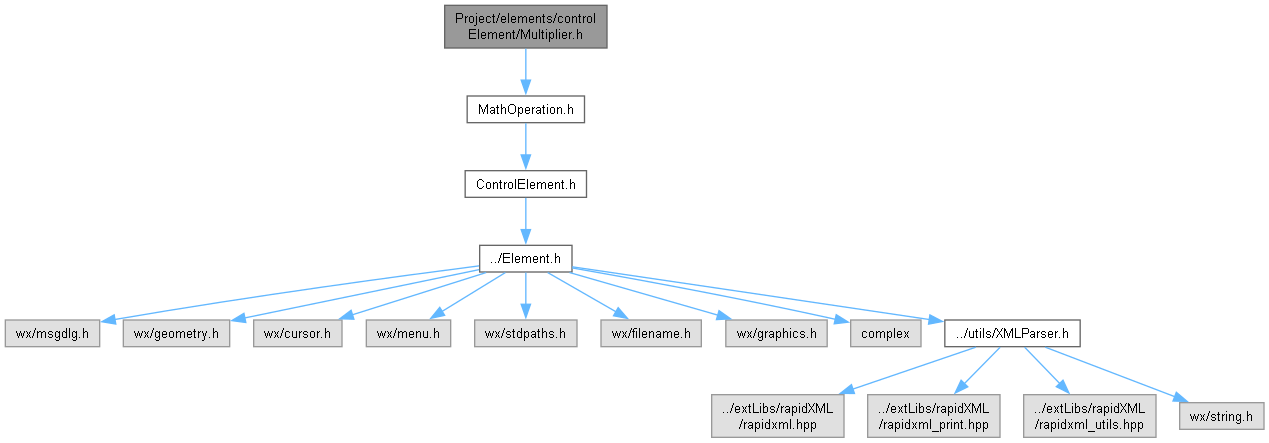 Project/elements/control
Element/Multiplier.h
MathOperation.h
ControlElement.h
../Element.h
wx/msgdlg.h
wx/geometry.h
wx/cursor.h
wx/menu.h
wx/stdpaths.h
wx/filename.h
wx/graphics.h
complex
../utils/XMLParser.h
../extLibs/rapidXML
/rapidxml.hpp
../extLibs/rapidXML
/rapidxml_print.hpp
../extLibs/rapidXML
/rapidxml_utils.hpp
wx/string.h